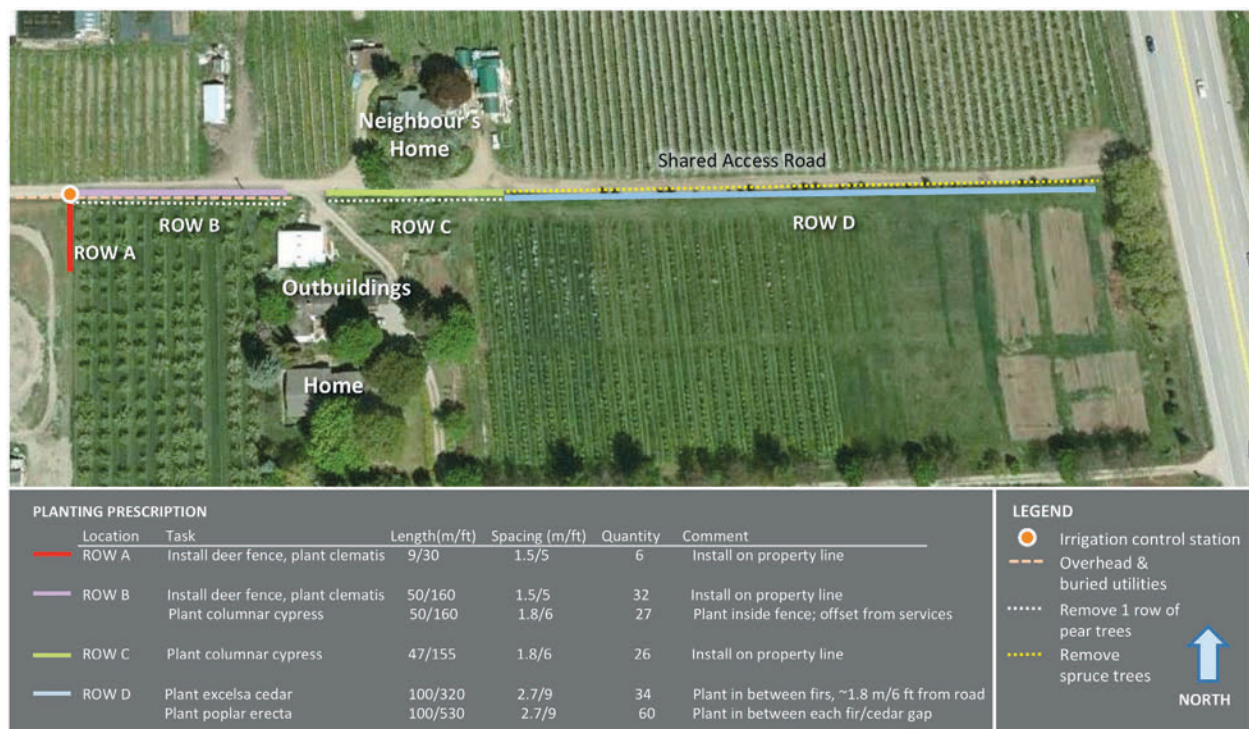 Neighbour's
Home
Shared Access Road
ROW B
ROW C
ROW D
ROW A
Outbuildings
Home
PLANTING PRESCRIPTION
Location Task Length(m/ft) Spacing (m/ft) Quantity Comment
ROW A Install deer fence, plant clematis 9/30 1.5/5 6 Install on property line
ROW B Install deer fence, plant clematis 50/160 1.5/5 32 Install on property line
Plant columnar cypress 50/160 1.8/6 27 Plant inside fence; offset from services
ROW C Plant columnar cypress 47/155 1.8/6 26 Install on property line
ROW D Plant excelsa cedar 100/320 2.7/9 34 Plant in between firs, ~1.8 m/6 ft from road
Plant poplar erecta 100/530 2.7/9 60 Plant in between each fir/cedar gap
LEGEND
Irrigation control station
Overhead &
buried utilities
Remove 1 row of
pear trees
Remove
spruce trees
NORTH